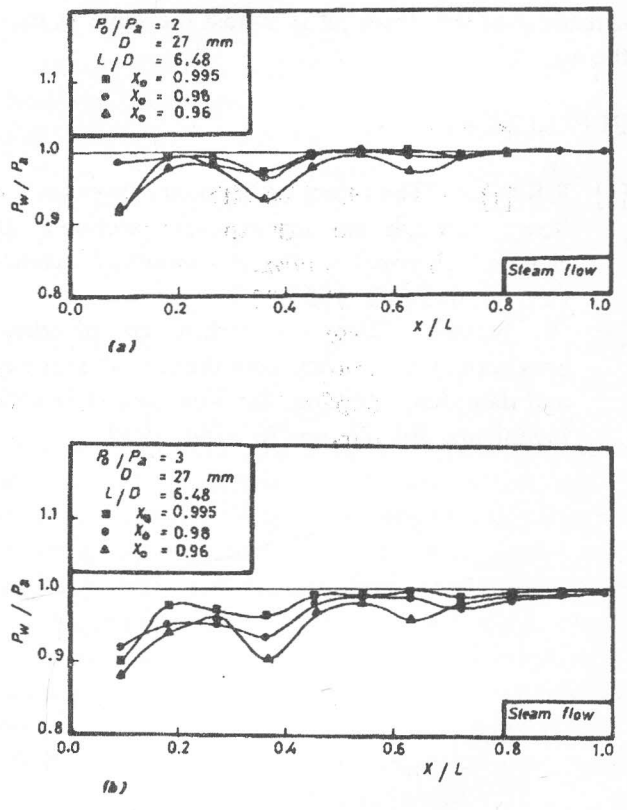 P₀/Pₐ = 2
D = 27 mm
L/D = 6.48
■ X₀ = 0.995
● X₀ = 0.98
▲ X₀ = 0.96
1.1
1.0
0.9
0.8
P_W / Pₐ
Steam flow
0.0 0.2 0.4 0.6 0.8 1.0
X/L
(a)
P₀/Pₐ = 3
D = 27 mm
L/D = 6.48
■ X₀ = 0.995
● X₀ = 0.98
▲ X₀ = 0.96
1.1
1.0
0.9
0.8
P_W / Pₐ
Steam flow
0.0 0.2 0.4 0.6 0.8 1.0
X/L
(b)